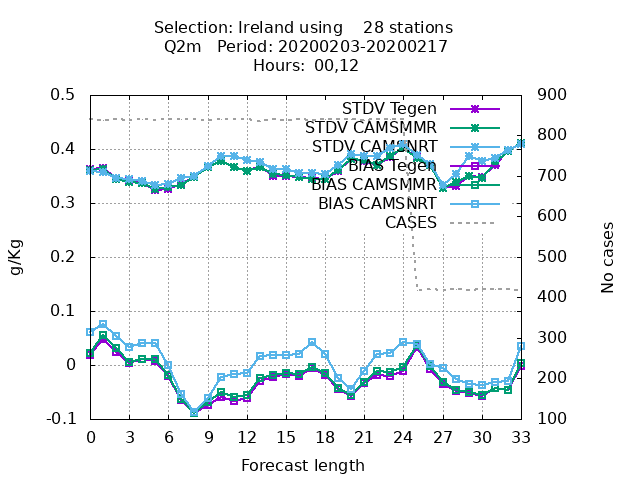 Selection: Ireland using    28 stations
Q2m   Period: 20200203-20200217
Hours:  00,12
0.5
0.4
0.3
0.2
0.1
0
-0.1
g/Kg
900
800
700
600
500
400
300
200
100
No cases
STDV Tegen
STDV CAMSMMR
STDV CAMSNRT
BIAS Tegen
BIAS CAMSMMR
BIAS CAMSNRT
CASES
0 3 6 9 12 15 18 21 24 27 30 33
Forecast length